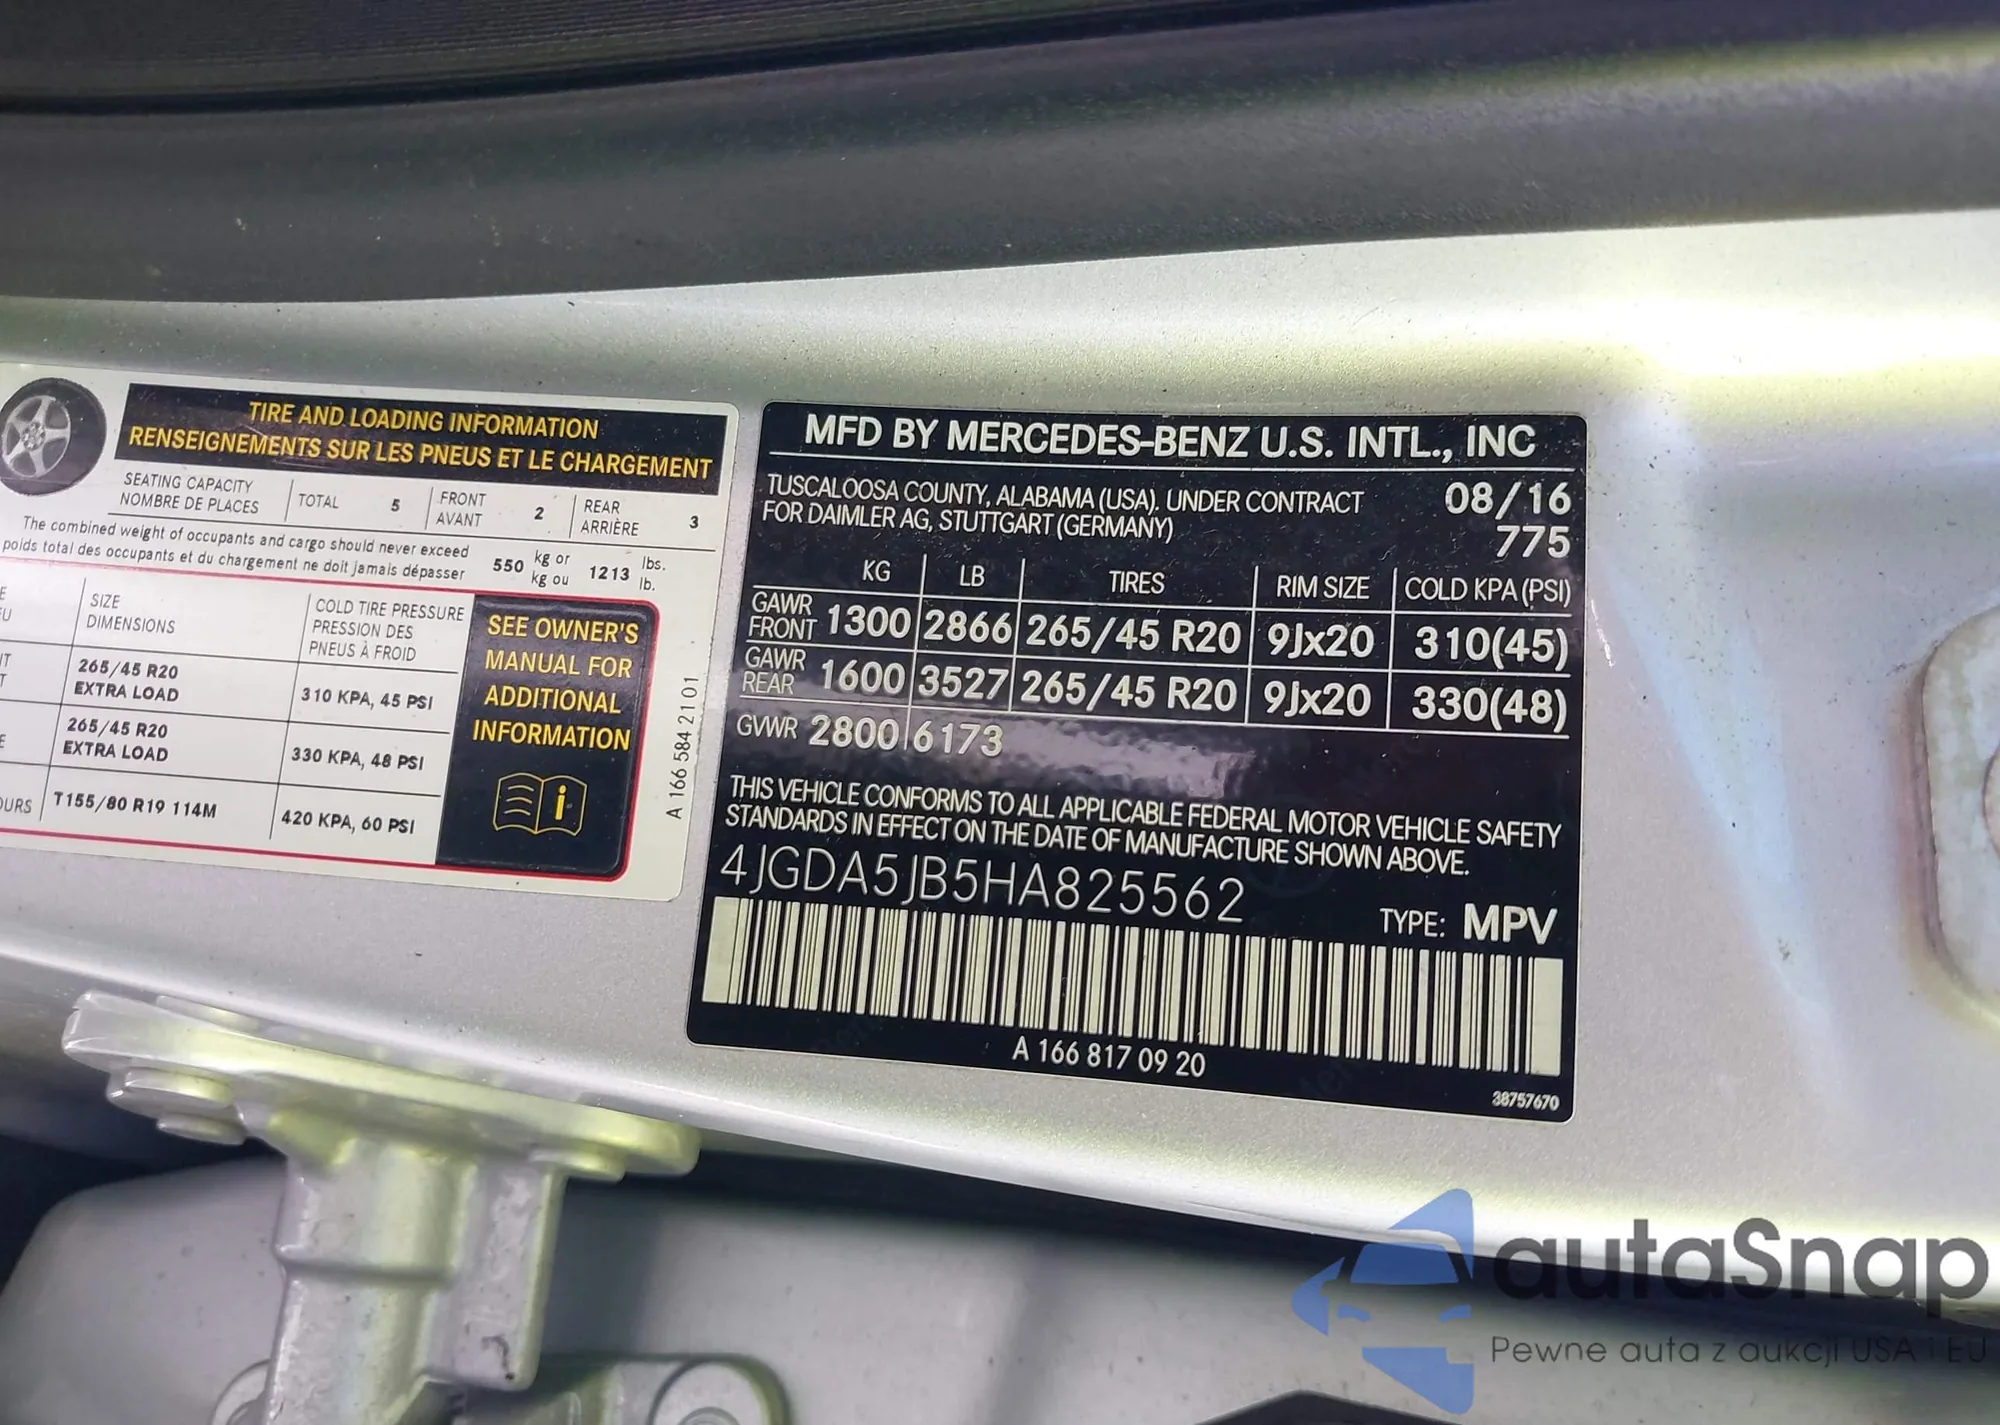 TIRE AND LOADING INFORMATION
RENSEIGNEMENTS SUR LES PNEUS ET LE CHARGEMENT
SEATING CAPACITY
NOMBRE DE PLACES
TOTAL 5
FRONT
AVANT
2
REAR
ARRIÈRE
3
The combined weight of occupants and cargo should never exceed
poids total des occupants et du chargement ne doit jamais dépasser
550 kg or
kg ou
1213 lbs.
lb.
SIZE
DIMENSIONS
COLD TIRE PRESSURE
PRESSION DES
PNEUS À FROID
265/45 R20
EXTRA LOAD
310 KPA, 45 PSI
265/45 R20
EXTRA LOAD
330 KPA, 48 PSI
T155/80 R19 114M
420 KPA, 60 PSI
SEE OWNER'S
MANUAL FOR
ADDITIONAL
INFORMATION
A 166 584 21 01
MFD BY MERCEDES-BENZ U.S. INTL., INC
TUSCALOOSA COUNTY, ALABAMA (USA). UNDER CONTRACT
FOR DAIMLER AG, STUTTGART (GERMANY)
08/16
775
KG LB TIRES RIM SIZE COLD KPA (PSI)
GAWR
FRONT
1300 2866 265/45 R20 9Jx20 310(45)
GAWR
REAR
1600 3527 265/45 R20 9Jx20 330(48)
GVWR 2800 6173
THIS VEHICLE CONFORMS TO ALL APPLICABLE FEDERAL MOTOR VEHICLE SAFETY
STANDARDS IN EFFECT ON THE DATE OF MANUFACTURE SHOWN ABOVE.
4JGDA5JB5HA825562
TYPE: MPV
A 166 817 09 20
38757670
autaSnap
Pewne auta z aukcji USA i EU